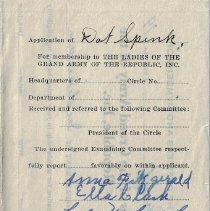 Application of Dot Spink,
For membership in THE LADIES OF THE
GRAND ARMY OF THE REPUBLIC, INC.
Headquarters of Circle No.
Department of
Received and referred to the following Committee:
President of the Circle
The undersigned Examining Committee respect-
fully report favorably on within applicant.
Anna Fitzgerald
Ella Clark